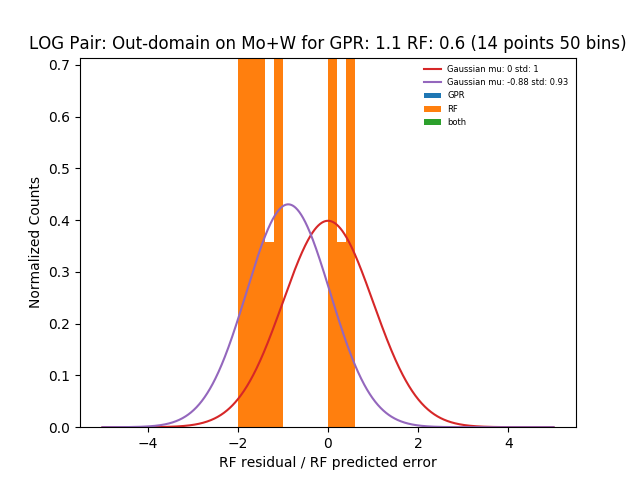 LOG Pair: Out-domain on Mo+W for GPR: 1.1 RF: 0.6 (14 points 50 bins)
Gaussian mu: 0 std: 1
Gaussian mu: -0.88 std: 0.93
GPR
RF
both
Normalized Counts
0.7
0.6
0.5
0.4
0.3
0.2
0.1
0.0
−4 −2 0 2 4
RF residual / RF predicted error